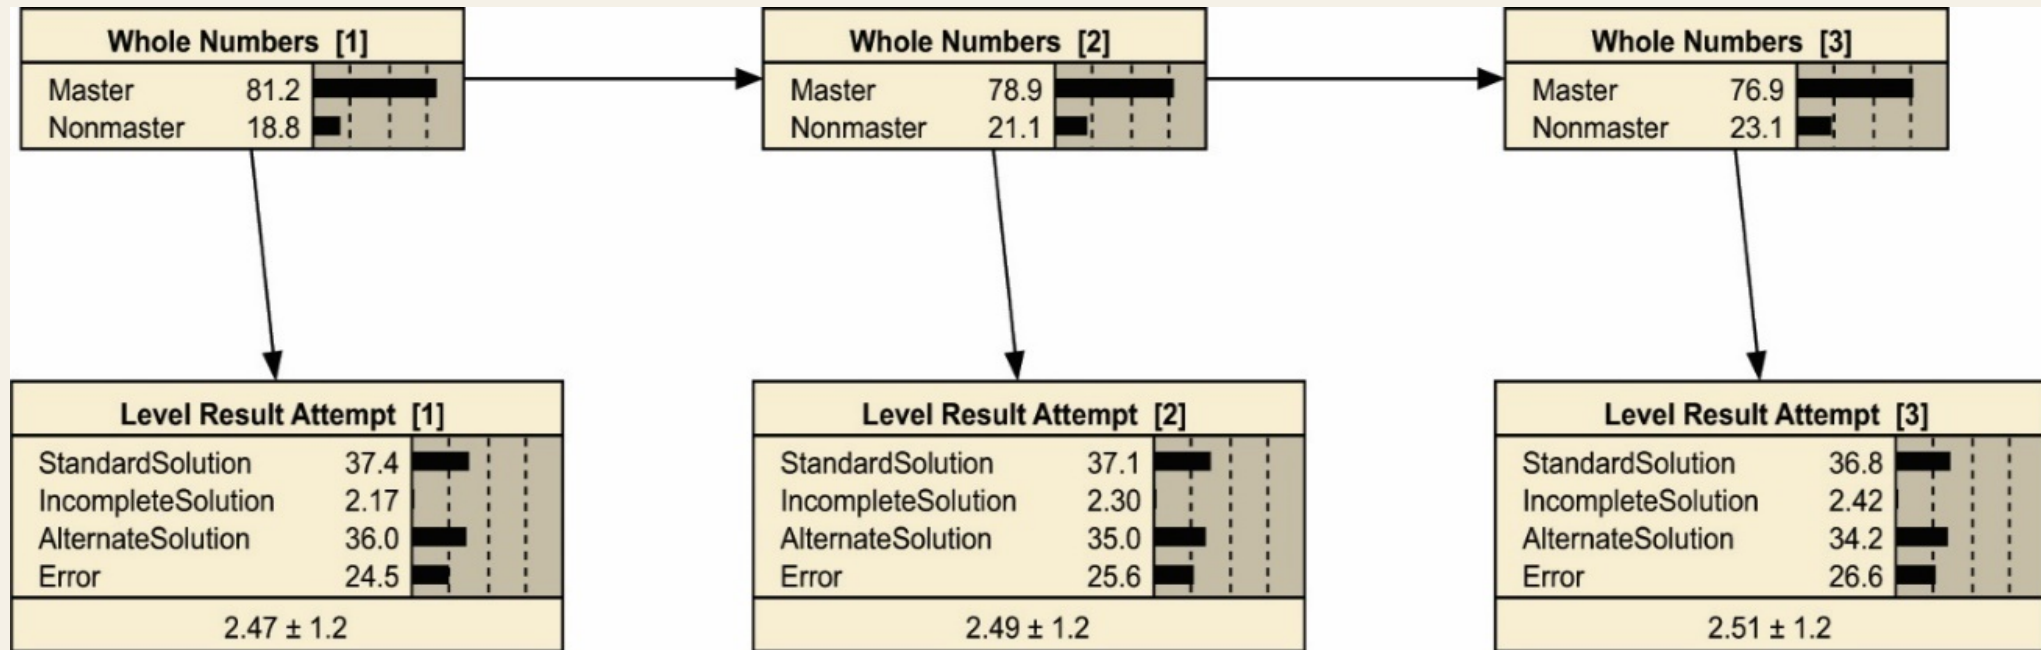 Whole Numbers [1]
Master 81.2
Nonmaster 18.8
Whole Numbers [2]
Master 78.9
Nonmaster 21.1
Whole Numbers [3]
Master 76.9
Nonmaster 23.1
Level Result Attempt [1]
StandardSolution 37.4
IncompleteSolution 2.17
AlternateSolution 36.0
Error 24.5
2.47 ± 1.2
Level Result Attempt [2]
StandardSolution 37.1
IncompleteSolution 2.30
AlternateSolution 35.0
Error 25.6
2.49 ± 1.2
Level Result Attempt [3]
StandardSolution 36.8
IncompleteSolution 2.42
AlternateSolution 34.2
Error 26.6
2.51 ± 1.2